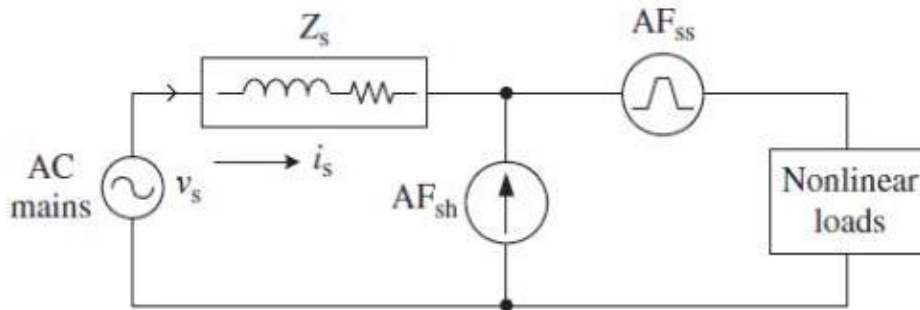 Z_s
AF_ss
AC
mains
v_s
i_s
AF_sh
Nonlinear
loads